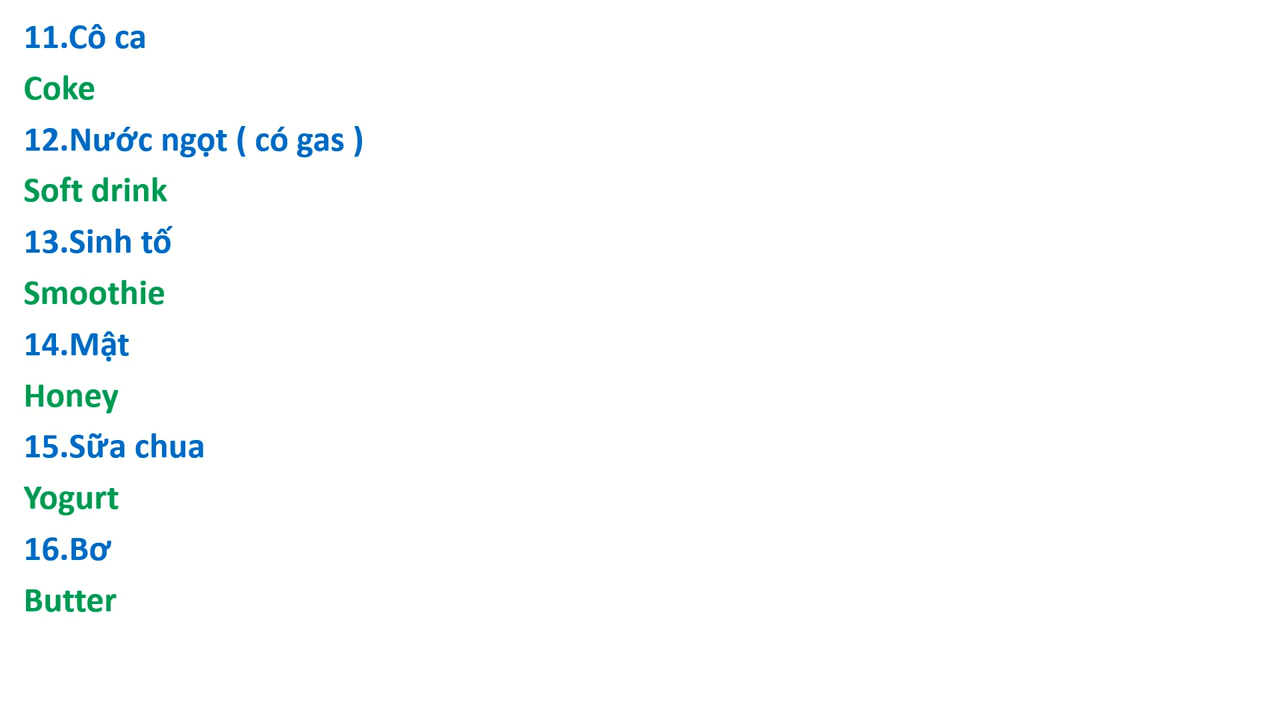 11.Cô ca
Coke
12.Nước ngọt ( có gas )
Soft drink
13.Sinh tố
Smoothie
14.Mật
Honey
15.Sữa chua
Yogurt
16.Bơ
Butter